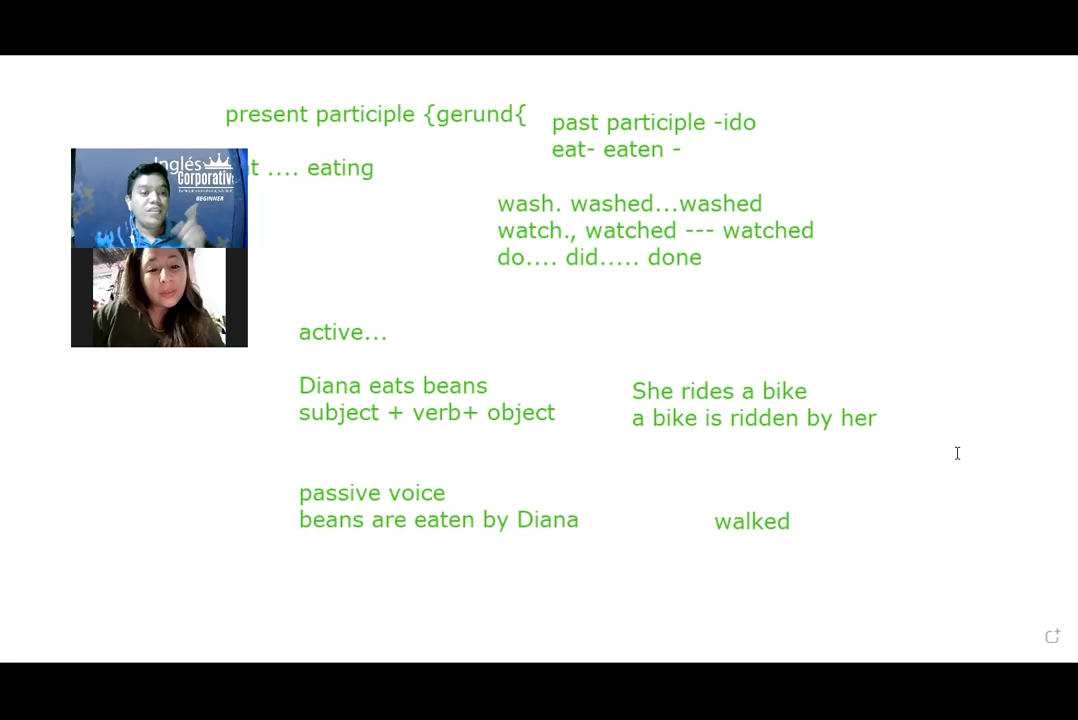 present participle {gerund{
past participle -ido
eat- eaten -
.... eating
Inglés
Corporativ
BEGINNER
wash. washed...washed
watch., watched --- watched
do.... did..... done
active...
Diana eats beans
subject + verb+ object
She rides a bike
a bike is ridden by her
passive voice
beans are eaten by Diana
walked